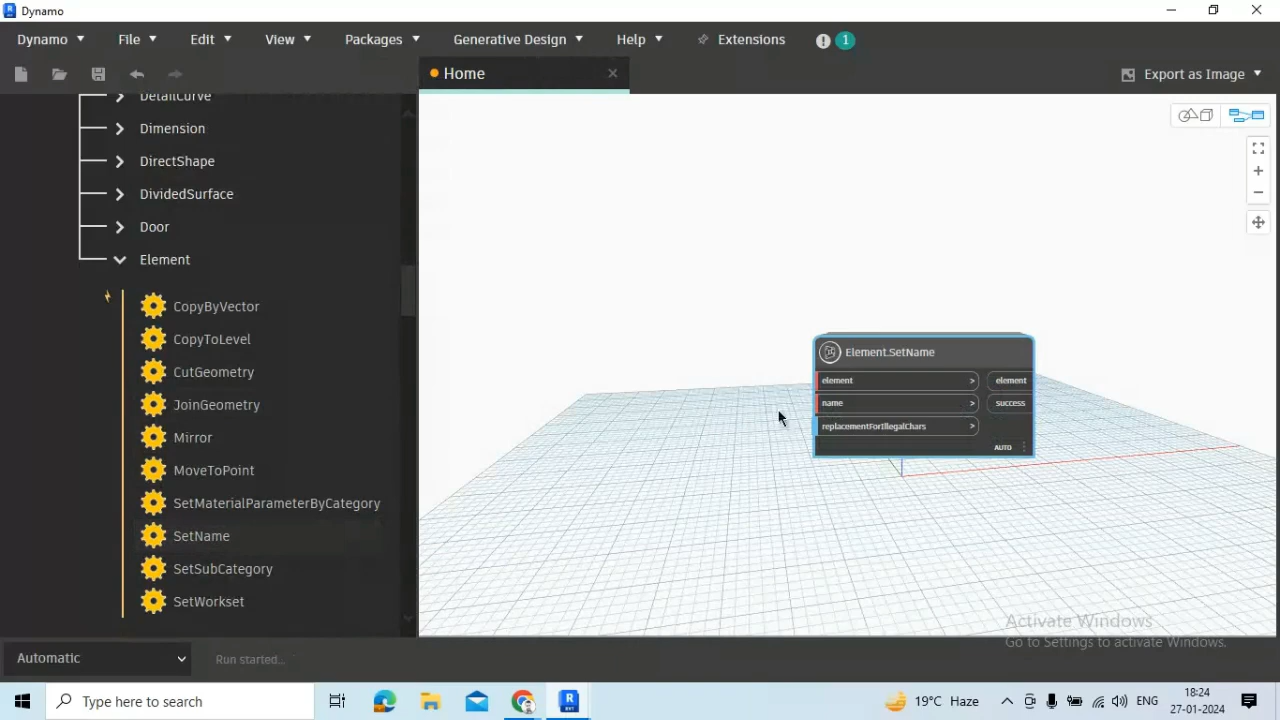 Dynamo
Dynamo File Edit View Packages Generative Design Help Extensions 1
Home
Export as Image
DetailCurve
Dimension
DirectShape
DividedSurface
Door
Element
CopyByVector
CopyToLevel
CutGeometry
JoinGeometry
Mirror
MoveToPoint
SetMaterialParameterByCategory
SetName
SetSubCategory
SetWorkset
Element.SetName
element > element
name > success
replacementForIllegalChars >
AUTO
Activate Windows
Go to Settings to activate Windows.
Automatic Run started...
Type here to search
19°C Haze
ENG
18:24
27-01-2024